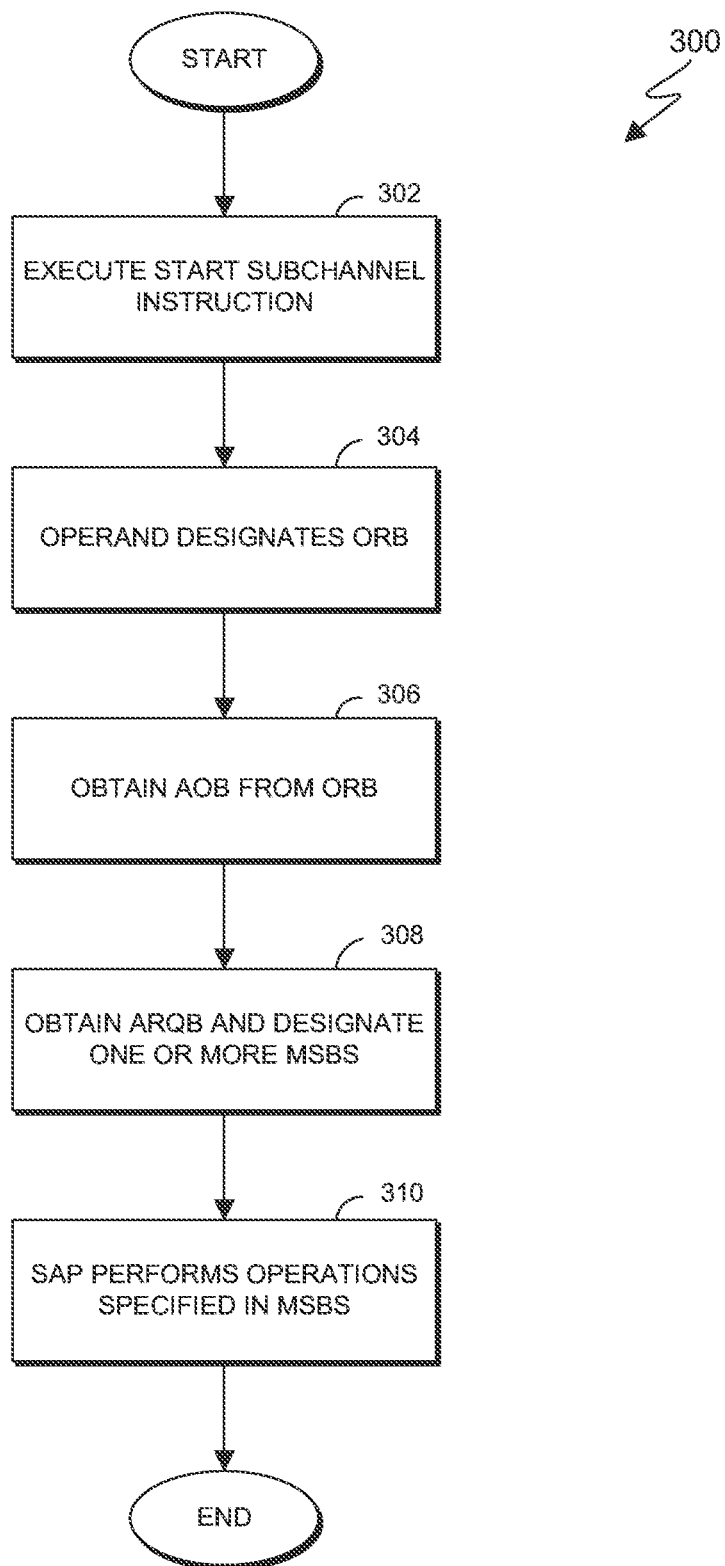 START
300
302
EXECUTE START SUBCHANNEL
INSTRUCTION
304
OPERAND DESIGNATES ORB
306
OBTAIN AOB FROM ORB
308
OBTAIN ARQB AND DESIGNATE
ONE OR MORE MSBS
310
SAP PERFORMS OPERATIONS
SPECIFIED IN MSBS
END